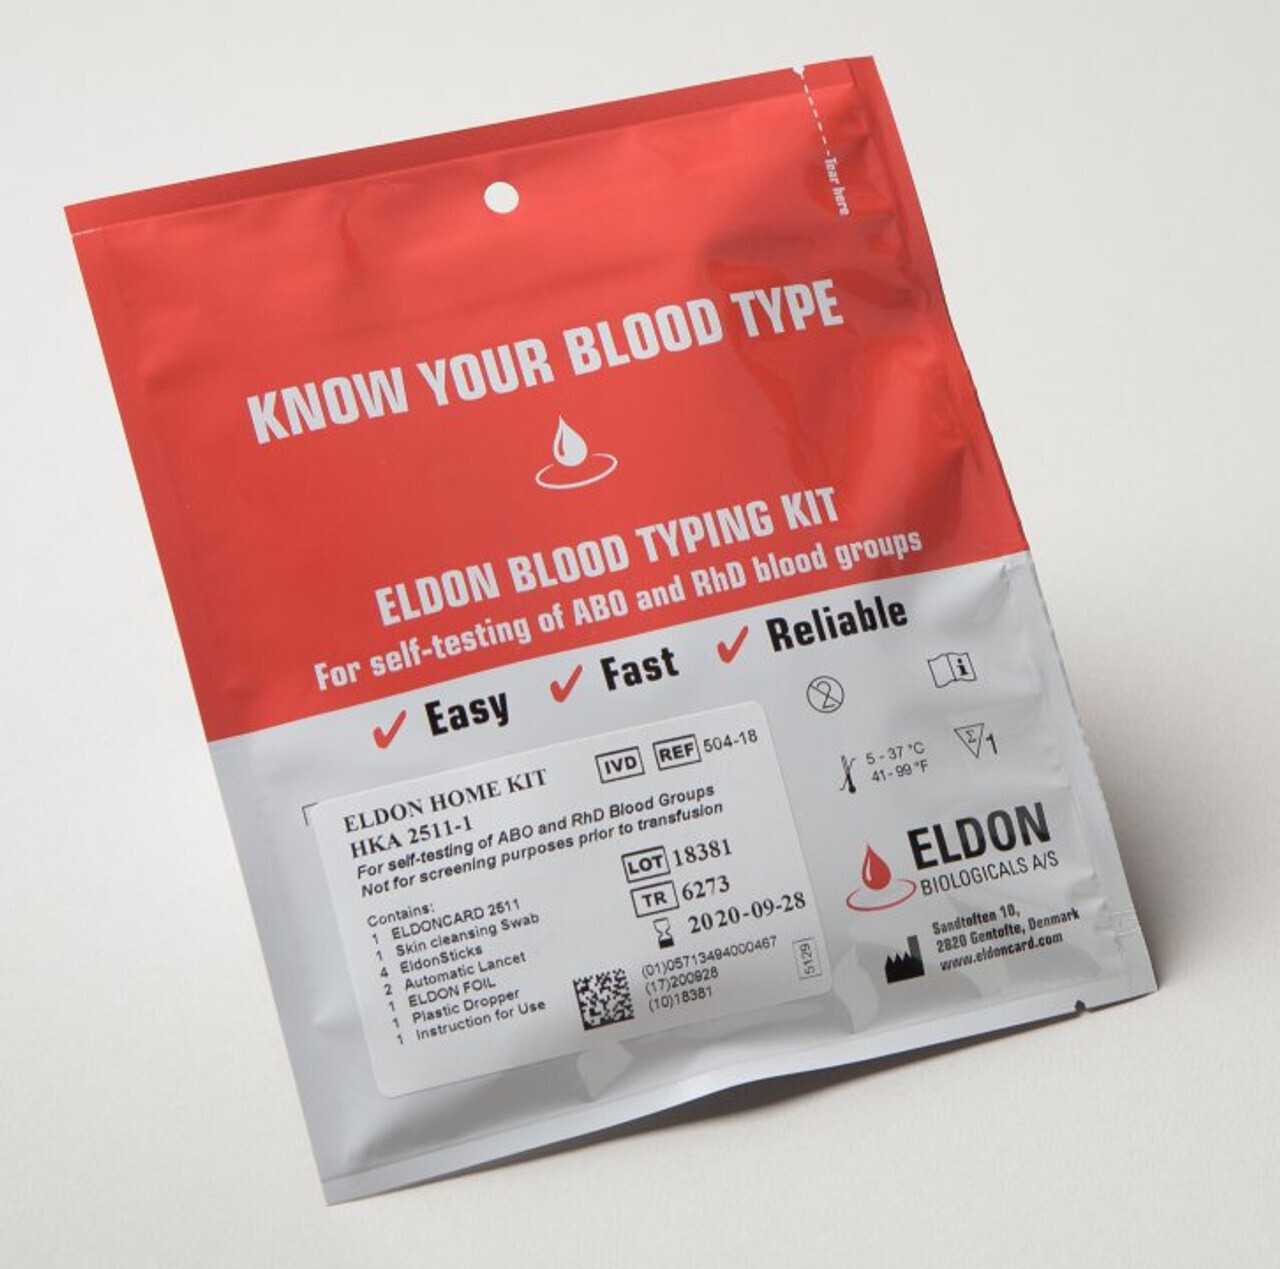 Tear here
KNOW YOUR BLOOD TYPE
ELDON BLOOD TYPING KIT
For self-testing of ABO and RhD blood groups
✓ Easy ✓ Fast ✓ Reliable
2
i
5 - 37 °C
41- 99 °F
Σ 1
ELDON HOME KIT
HKA 2511-1
IVD REF 504-18
For self-testing of ABO and RhD Blood Groups
Not for screening purposes prior to transfusion
Contains:
1 ELDONCARD 2511
1 Skin cleansing Swab
4 EldonSticks
2 Automatic Lancet
1 ELDON FOIL
1 Plastic Dropper
1 Instruction for Use
LOT 18381
TR 6273
2020-09-28
(01)05713494000467
(17)200928
(10)18381
5129
ELDON
BIOLOGICALS A/S
Sandtoften 10,
2820 Gentofte, Denmark
www.eldoncard.com